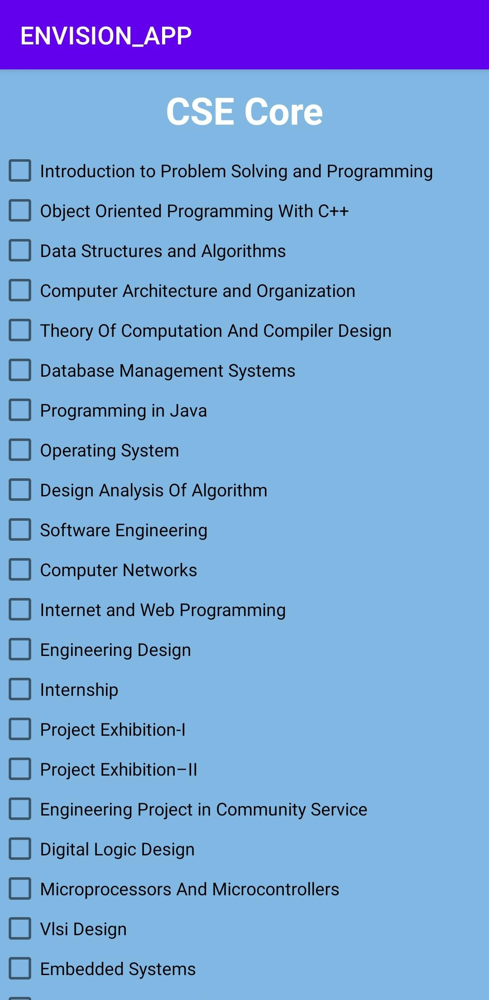 ENVISION_APP
CSE Core
Introduction to Problem Solving and Programming
Object Oriented Programming With C++
Data Structures and Algorithms
Computer Architecture and Organization
Theory Of Computation And Compiler Design
Database Management Systems
Programming in Java
Operating System
Design Analysis Of Algorithm
Software Engineering
Computer Networks
Internet and Web Programming
Engineering Design
Internship
Project Exhibition-I
Project Exhibition–II
Engineering Project in Community Service
Digital Logic Design
Microprocessors And Microcontrollers
Vlsi Design
Embedded Systems